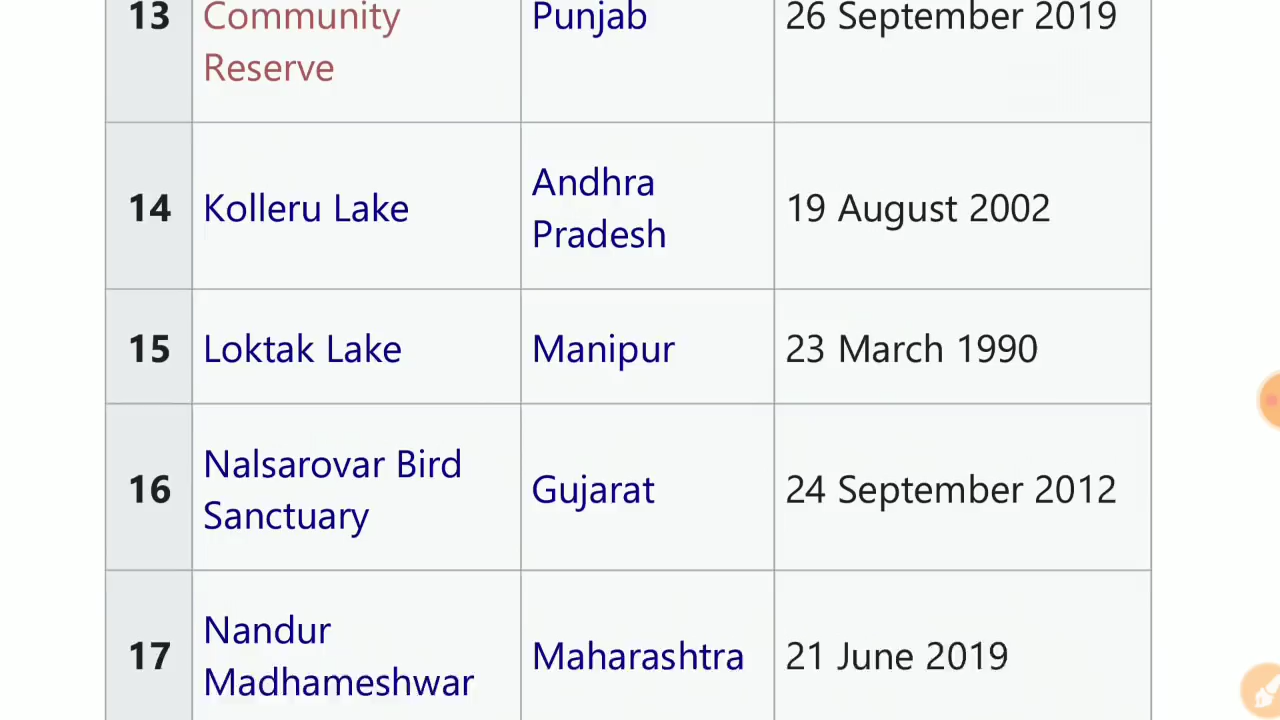 13 Community Punjab 26 September 2019
Reserve
Andhra
14 Kolleru Lake 19 August 2002
Pradesh
15 Loktak Lake Manipur 23 March 1990
Nalsarovar Bird
16 Gujarat 24 September 2012
Sanctuary
Nandur
17 Maharashtra 21 June 2019
Madhameshwar